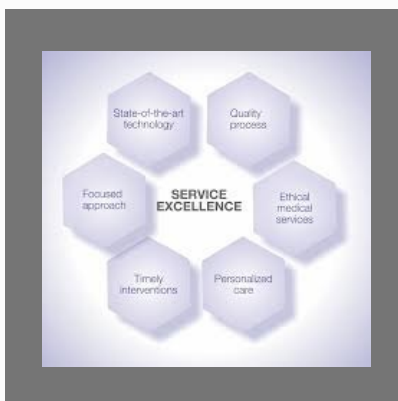 State-of-the-art
technology
Quality
process
Focused
approach
SERVICE
EXCELLENCE
Ethical
medical
services
Timely
interventions
Personalized
care